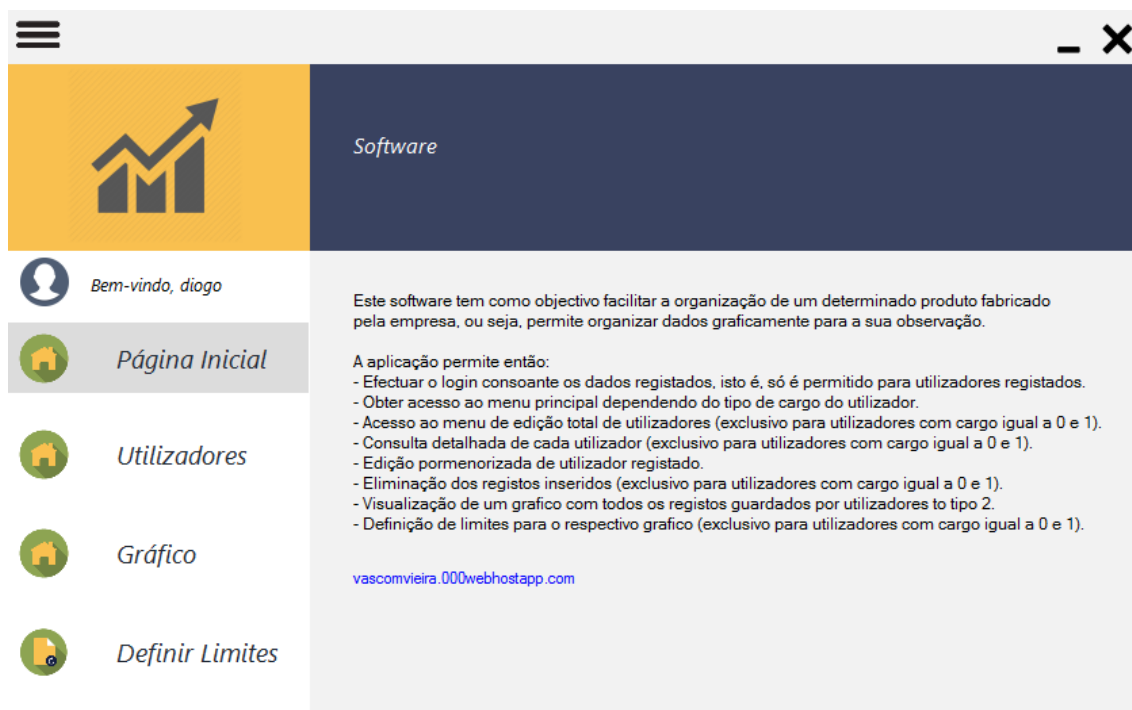 Software
Bem-vindo, diogo
Página Inicial
Utilizadores
Gráfico
Definir Limites
Este software tem como objectivo facilitar a organização de um determinado produto fabricado
pela empresa, ou seja, permite organizar dados graficamente para a sua observação.
A aplicação permite então:
- Efectuar o login consoante os dados registados, isto é, só é permitido para utilizadores registados.
- Obter acesso ao menu principal dependendo do tipo de cargo do utilizador.
- Acesso ao menu de edição total de utilizadores (exclusivo para utilizadores com cargo igual a 0 e 1).
- Consulta detalhada de cada utilizador (exclusivo para utilizadores com cargo igual a 0 e 1).
- Edição pormenorizada de utilizador registado.
- Eliminação dos registos inseridos (exclusivo para utilizadores com cargo igual a 0 e 1).
- Visualização de um grafico com todos os registos guardados por utilizadores to tipo 2.
- Definição de limites para o respectivo grafico (exclusivo para utilizadores com cargo igual a 0 e 1).
vascomvieira.000webhostapp.com